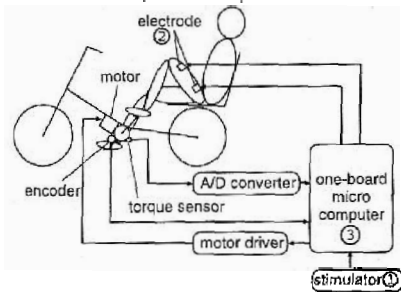 electrode
②
motor
encoder
torque sensor
A/D converter
motor driver
one-board
micro
computer
③
stimulator①